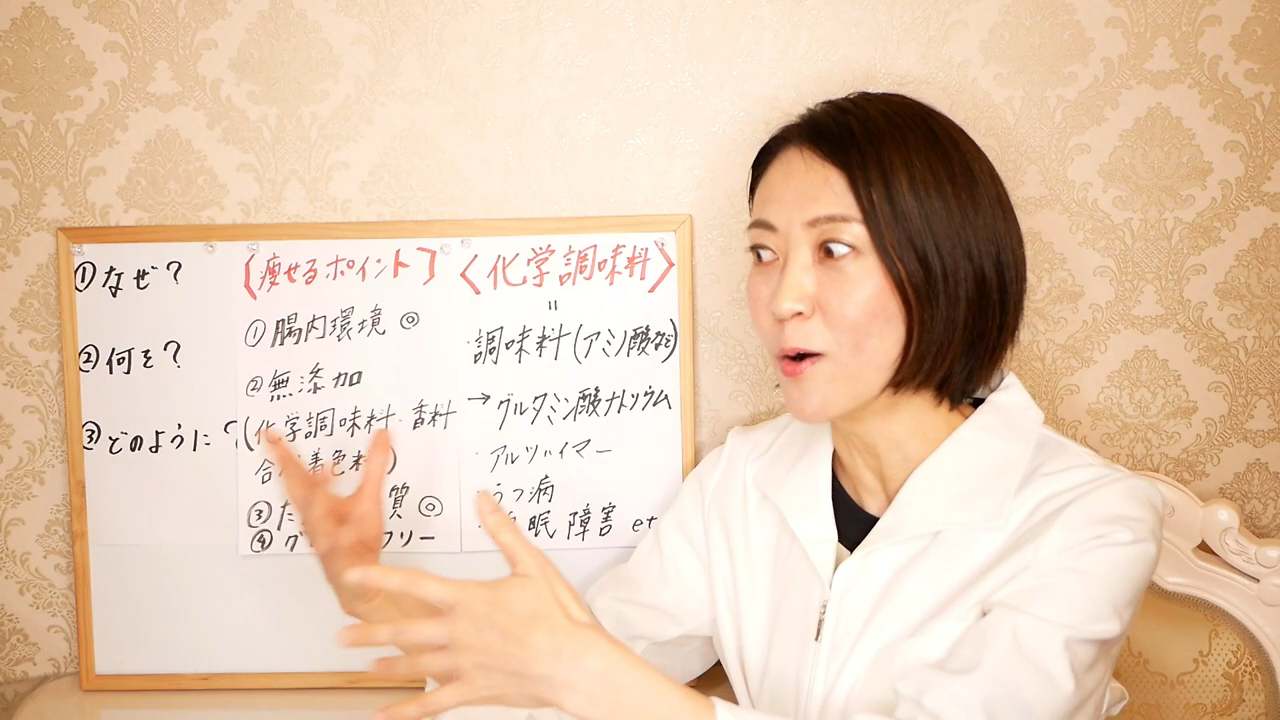 ①なぜ?
②何を?
③どのように?
〔痩せるポイント〕
①腸内環境◎
②無添加
(化学調味料・香料
合 着色料)
③た 質◎
④グ フリー
〈化学調味料〉
=
・調味料(アミノ酸など)
→グルタミン酸ナトリウム
・アルツハイマー
・うつ病
眠障害 et